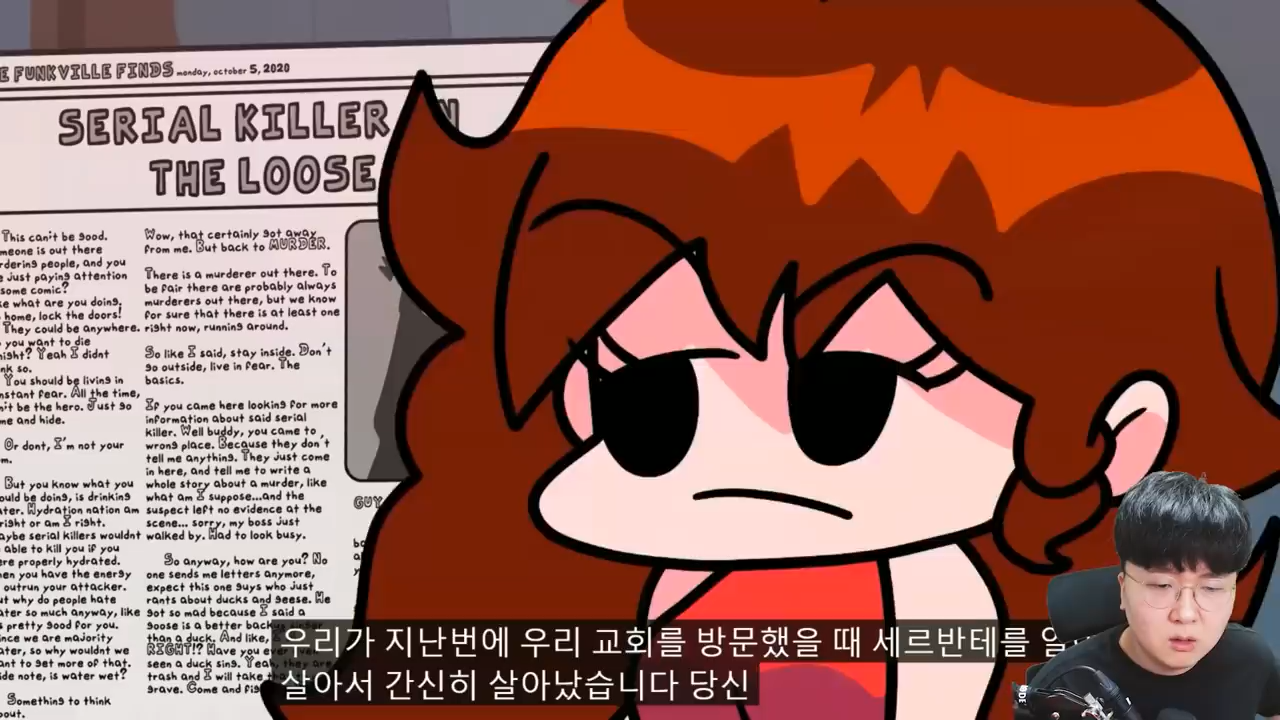 FUNKVILLE FINDS monday, october 5, 2020
SERIAL KILLER
THE LOOSE
This can't be good.
is out there
people, and you
just paying attention
some comic?
what are you doing.
home, lock the doors!
They could be anywhere.
you want to die
Yeah I didnt
so.
You should be living in
fear. All the time,
be the hero. Just go
and hide.
Or dont, I'm not your
But you know what you
be doing, is drinking
Hydration nation am
right or am I right.
serial killers wouldnt
able to kill you if you
properly hydrated.
you have the energy
outrun your attacker.
why do people hate
so much anyway, like
pretty good for you.
we are majority
so why wouldnt we
want to get more of that.
note, is water wet?
Something to think
Wow, that certainly got away
from me. But back to MURDER.
There is a murderer out there. To
be fair there are probably always
murderers out there, but we know
for sure that there is at least one
right now, running around.
So like I said, stay inside. Don't
go outside, live in fear. The
basics.
If you came here looking for more
information about said serial
killer. Well buddy, you came to
wrong place. Because they don't
tell me anything. They just come
in here, and tell me to write a
whole story about a murder, like
what am I suppose...and the
suspect left no evidence at the
scene... sorry, my boss just
walked by. Had to look busy.
So anyway, how are you? No
one sends me letters anymore,
expect this one guys who just
rants about ducks and geese. He
got so mad because I said a
goose is a better
than a duck. And like,
RIGHT!? Have you
seen a duck sing. Yeah, they are
trash and I will take
grave. Come and
GUY
우리가 지난번에 우리 교회를 방문했을 때 세르반테를
살아서 간신히 살아났습니다 당신